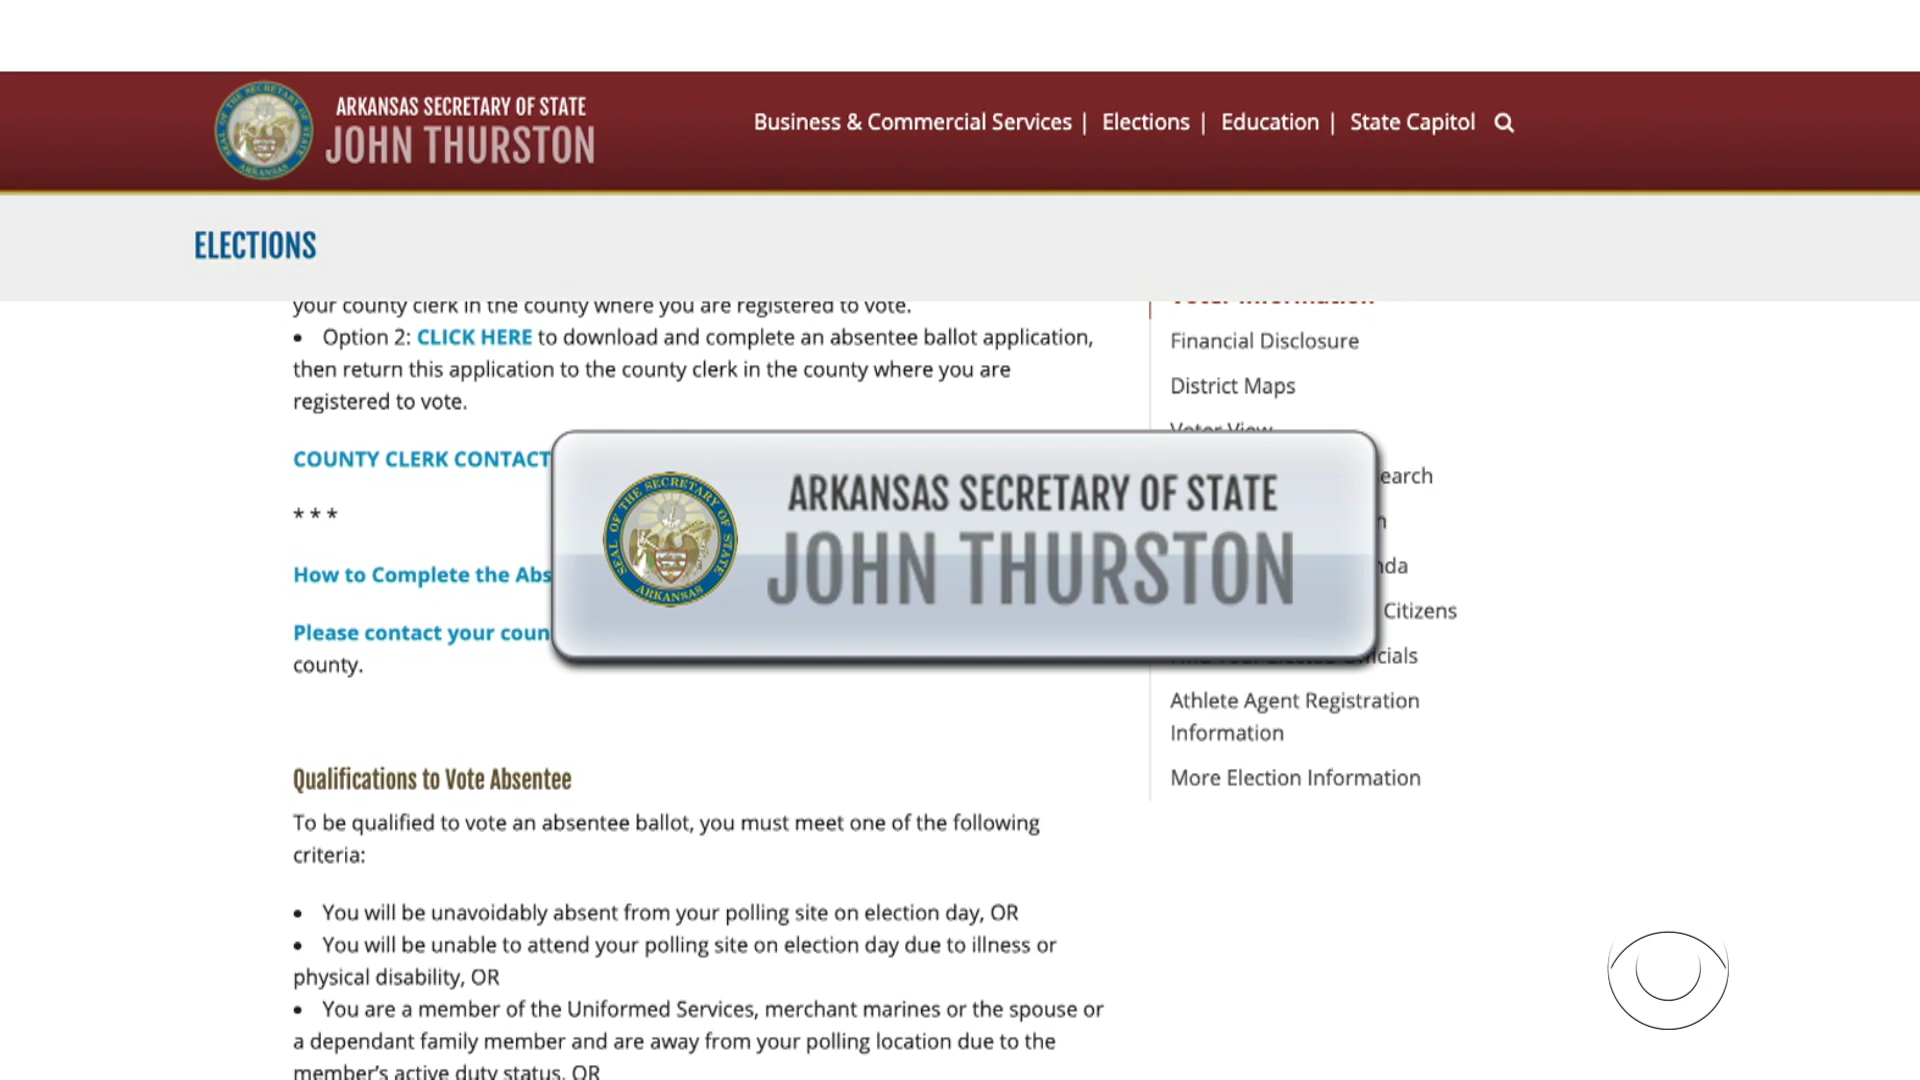 ARKANSAS SECRETARY OF STATE
JOHN THURSTON
Business & Commercial Services | Elections | Education | State Capitol
ELECTIONS
your county clerk in the county where you are registered to vote.
• Option 2: CLICK HERE to download and complete an absentee ballot application,
then return this application to the county clerk in the county where you are
registered to vote.
COUNTY CLERK CONTACT
* * *
How to Complete the Abs
Please contact your coun
county.
Qualifications to Vote Absentee
To be qualified to vote an absentee ballot, you must meet one of the following
criteria:
• You will be unavoidably absent from your polling site on election day, OR
• You will be unable to attend your polling site on election day due to illness or
physical disability, OR
• You are a member of the Uniformed Services, merchant marines or the spouse or
a dependant family member and are away from your polling location due to the
member's active duty status, OR
Voter Information
Financial Disclosure
District Maps
Voter View
earch
n
nda
Citizens
icials
Athlete Agent Registration
Information
More Election Information
SEAL OF THE SECRETARY OF STATE
ARKANSAS
ARKANSAS SECRETARY OF STATE
JOHN THURSTON